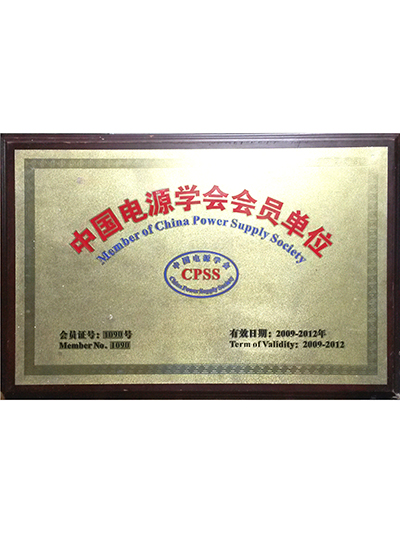 中国电源学会会员单位
Member of China Power Supply Society
中国电源学会
CPSS
China Power Supply Society
会员证号：1090号
有效日期：2009-2012年
Member No. 1090
Term of Validity: 2009-2012